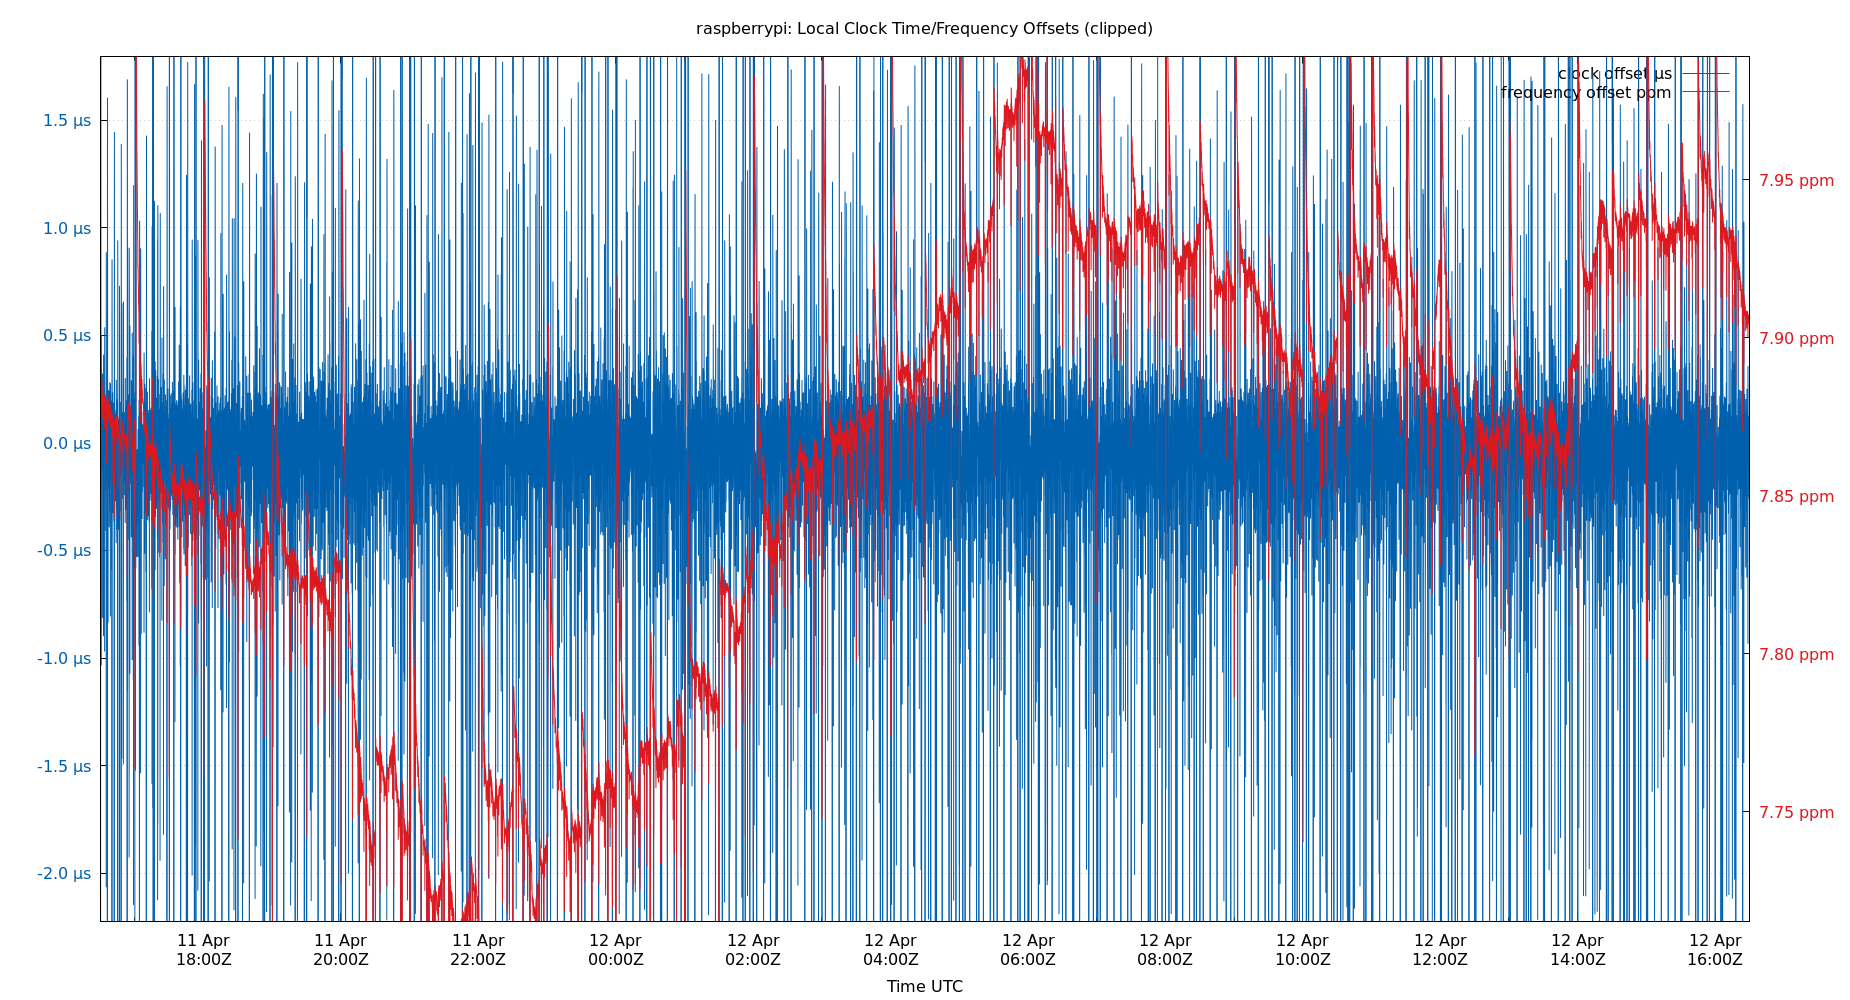 raspberrypi: Local Clock Time/Frequency Offsets (clipped)
clock offset µs
frequency offset ppm
1.5 µs
1.0 µs
0.5 µs
0.0 µs
-0.5 µs
-1.0 µs
-1.5 µs
-2.0 µs
7.95 ppm
7.90 ppm
7.85 ppm
7.80 ppm
7.75 ppm
11 Apr 11 Apr 11 Apr 12 Apr 12 Apr 12 Apr 12 Apr 12 Apr 12 Apr 12 Apr 12 Apr 12 Apr
18:00Z 20:00Z 22:00Z 00:00Z 02:00Z 04:00Z 06:00Z 08:00Z 10:00Z 12:00Z 14:00Z 16:00Z
Time UTC